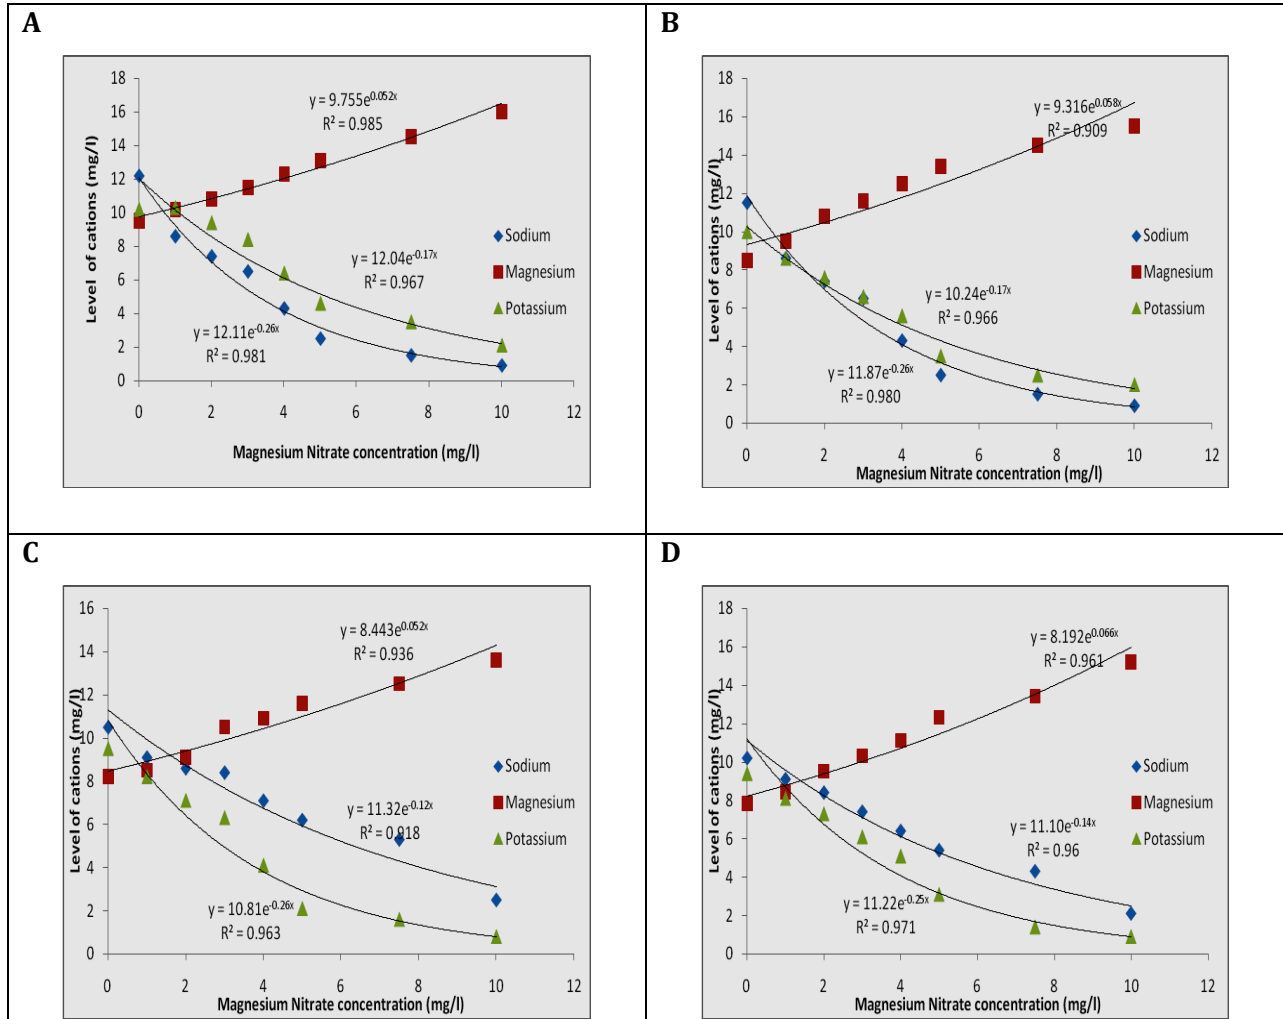 A
18
16
14
12
10
8
6
4
2
0
Level of cations (mg/l)
y = 9.755e^0.052x
R² = 0.985
y = 12.04e^-0.17x
R² = 0.967
y = 12.11e^-0.26x
R² = 0.981
Sodium
Magnesium
Potassium
0 2 4 6 8 10 12
Magnesium Nitrate concentration (mg/l)
B
18
16
14
12
10
8
6
4
2
0
Level of cations (mg/l)
y = 9.316e^0.058x
R² = 0.909
y = 10.24e^-0.17x
R² = 0.966
y = 11.87e^-0.26x
R² = 0.980
Sodium
Magnesium
Potassium
0 2 4 6 8 10 12
Magnesium Nitrate concentration (mg/l)
C
16
14
12
10
8
6
4
2
0
Level of cations (mg/l)
y = 8.443e^0.052x
R² = 0.936
y = 11.32e^-0.12x
R² = 0.918
y = 10.81e^-0.26x
R² = 0.963
Sodium
Magnesium
Potassium
0 2 4 6 8 10 12
Magnesium Nitrate concentration (mg/l)
D
18
16
14
12
10
8
6
4
2
0
Level of cations (mg/l)
y = 8.192e^0.066x
R² = 0.961
y = 11.10e^-0.14x
R² = 0.96
y = 11.22e^-0.25x
R² = 0.971
Sodium
Magnesium
Potassium
0 2 4 6 8 10 12
Magnesium Nitrate concentration (mg/l)